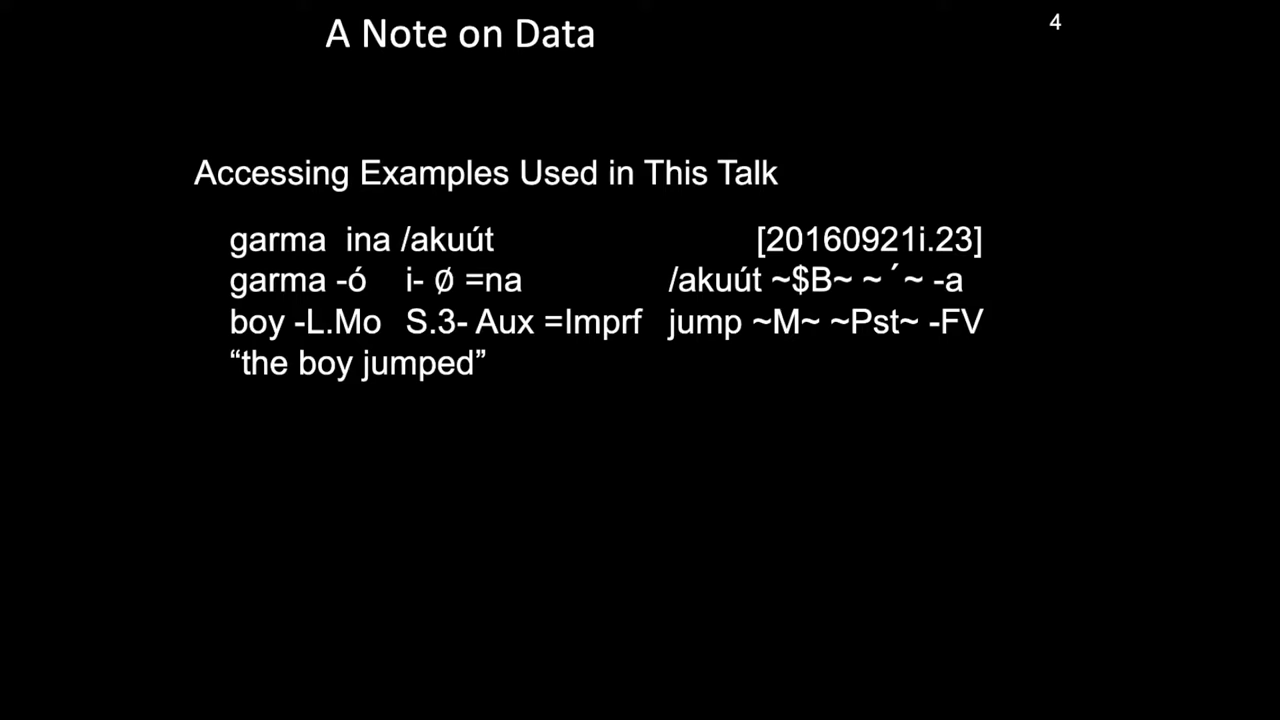 A Note on Data
4
Accessing Examples Used in This Talk
garma ina /akuút [20160921i.23]
garma -ó i- ∅ =na /akuút ~$B~ ~ ́ ~ -a
boy -L.Mo S.3- Aux =Imprf jump ~M~ ~Pst~ -FV
“the boy jumped”